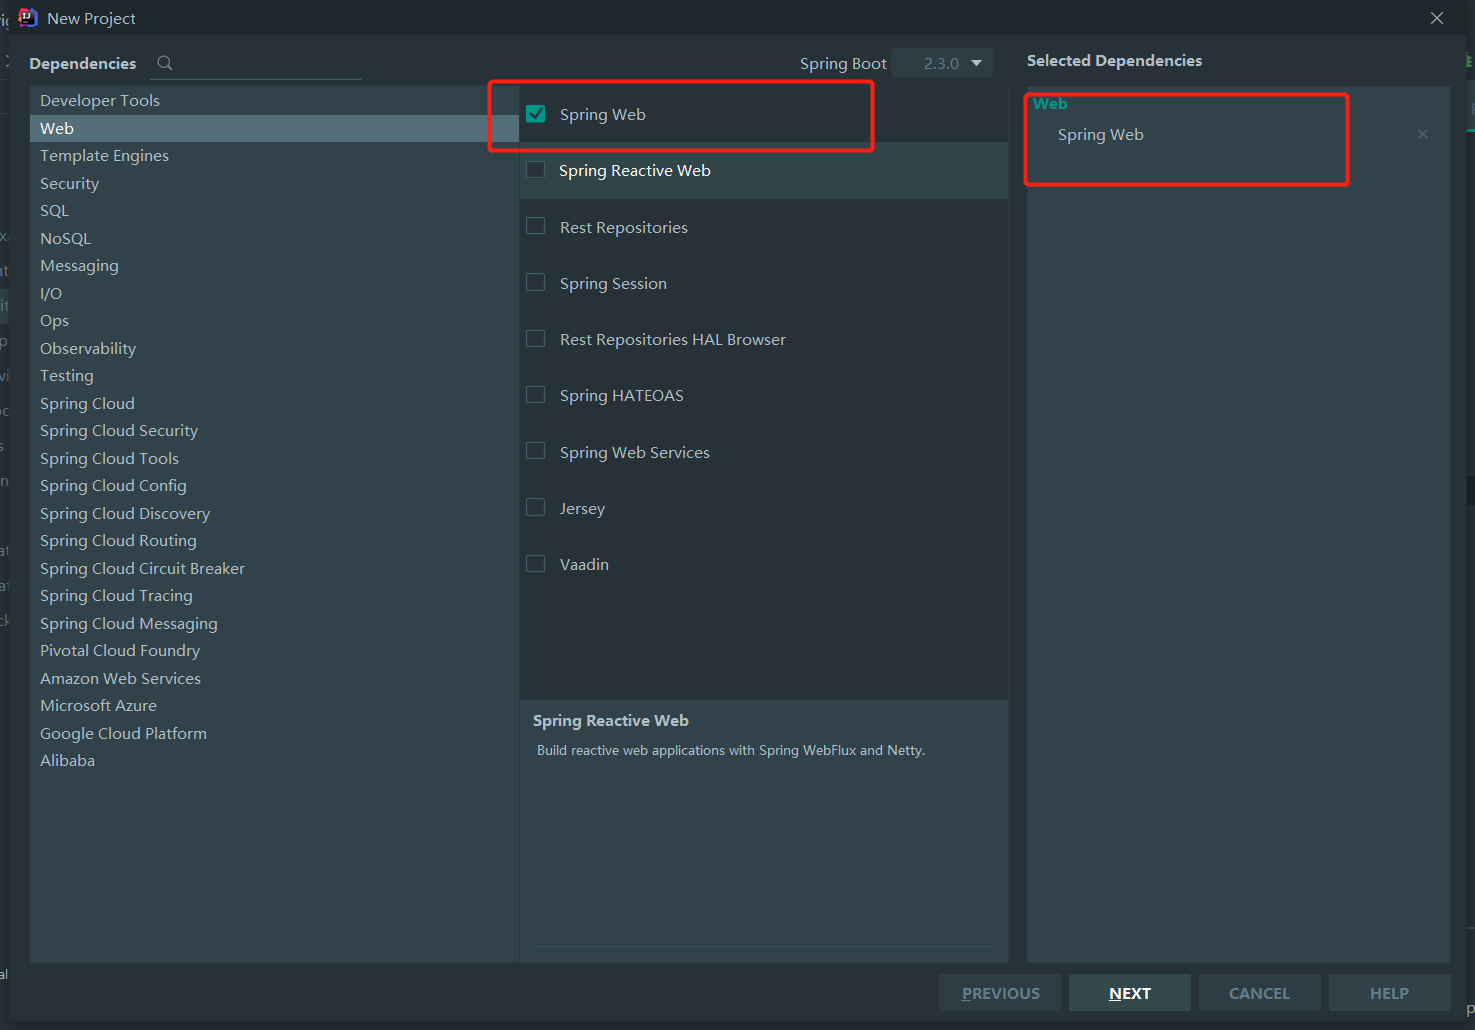 New Project
Dependencies
Spring Boot 2.3.0
Selected Dependencies
Developer Tools
Web
Template Engines
Security
SQL
NoSQL
Messaging
I/O
Ops
Observability
Testing
Spring Cloud
Spring Cloud Security
Spring Cloud Tools
Spring Cloud Config
Spring Cloud Discovery
Spring Cloud Routing
Spring Cloud Circuit Breaker
Spring Cloud Tracing
Spring Cloud Messaging
Pivotal Cloud Foundry
Amazon Web Services
Microsoft Azure
Google Cloud Platform
Alibaba
Spring Web
Spring Reactive Web
Rest Repositories
Spring Session
Rest Repositories HAL Browser
Spring HATEOAS
Spring Web Services
Jersey
Vaadin
Spring Reactive Web
Build reactive web applications with Spring WebFlux and Netty.
Web
Spring Web
PREVIOUS
NEXT
CANCEL
HELP